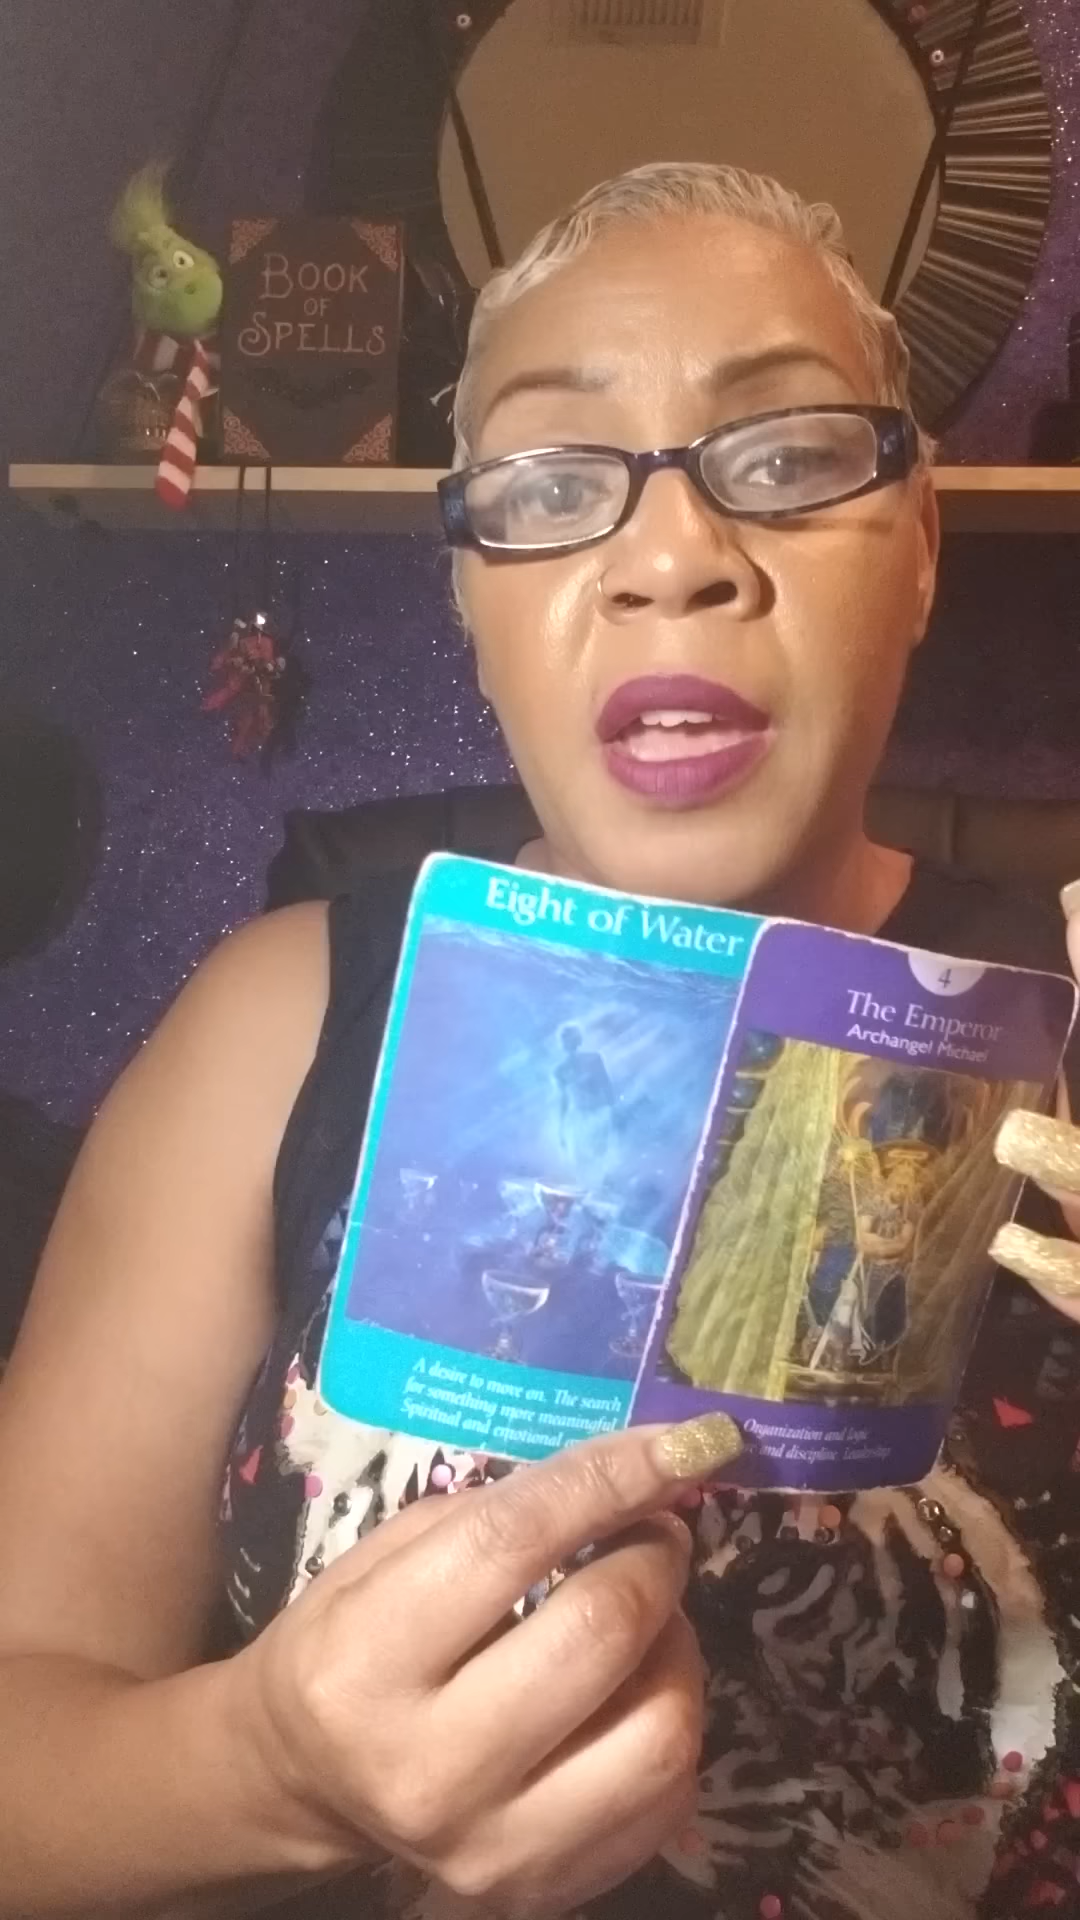 BOOK
OF
SPELLS
Eight of Water
A desire to move on. The search
for something more meaningful.
Spiritual and emotional
4
The Emperor
Archangel Michael
Organization and logic
and discipline. Leadership